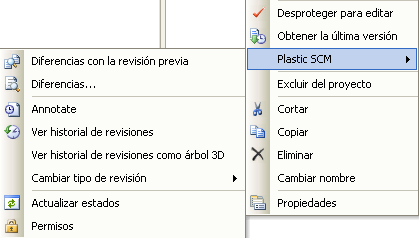 Desproteger para editar
Obtener la última versión
Plastic SCM
Excluir del proyecto
Cortar
Copiar
Eliminar
Cambiar nombre
Propiedades
Diferencias con la revisión previa
Diferencias...
Annotate
Ver historial de revisiones
Ver historial de revisiones como árbol 3D
Cambiar tipo de revisión
Actualizar estados
Permisos